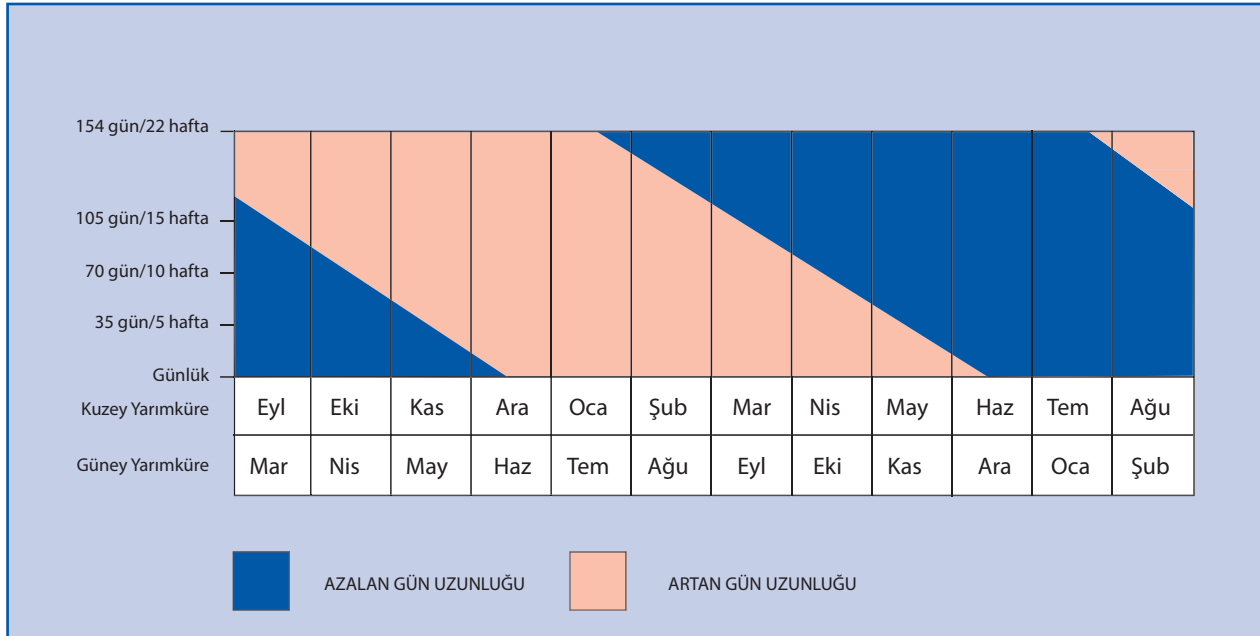 154 gün/22 hafta
105 gün/15 hafta
70 gün/10 hafta
35 gün/5 hafta
Günlük
Kuzey Yarımküre Eyl Eki Kas Ara Oca Şub Mar Nis May Haz Tem Ağu
Güney Yarımküre Mar Nis May Haz Tem Ağu Eyl Eki Kas Ara Oca Şub
AZALAN GÜN UZUNLUĞU ARTAN GÜN UZUNLUĞU